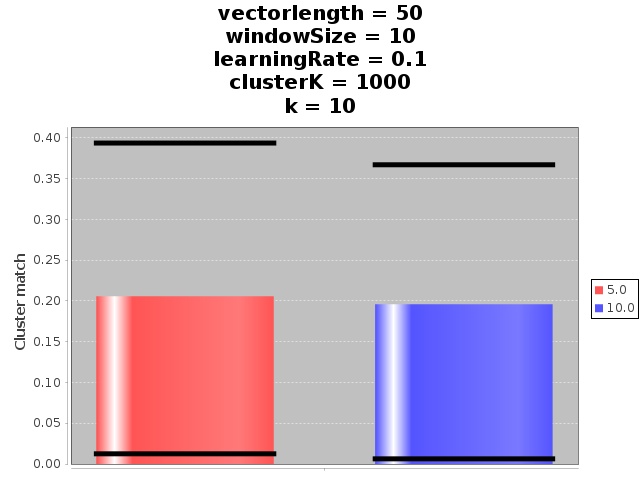 vectorlength = 50
windowSize = 10
learningRate = 0.1
clusterK = 1000
k = 10
0.40
0.35
0.30
0.25
0.20
0.15
0.10
0.05
0.00
Cluster match
5.0
10.0